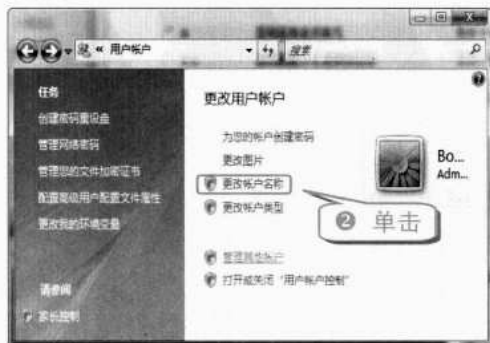 « 用户帐户
搜索
任务
创建密码重设盘
管理网络密码
管理您的文件加密证书
配置高级用户配置文件属性
更改我的环境变量
请参阅
家长控制
更改用户帐户
为您的帐户创建密码
更改图片
更改帐户名称
更改帐户类型
管理其他帐户
打开或关闭“用户帐户控制”
Bo...
Adm...
❷ 单击